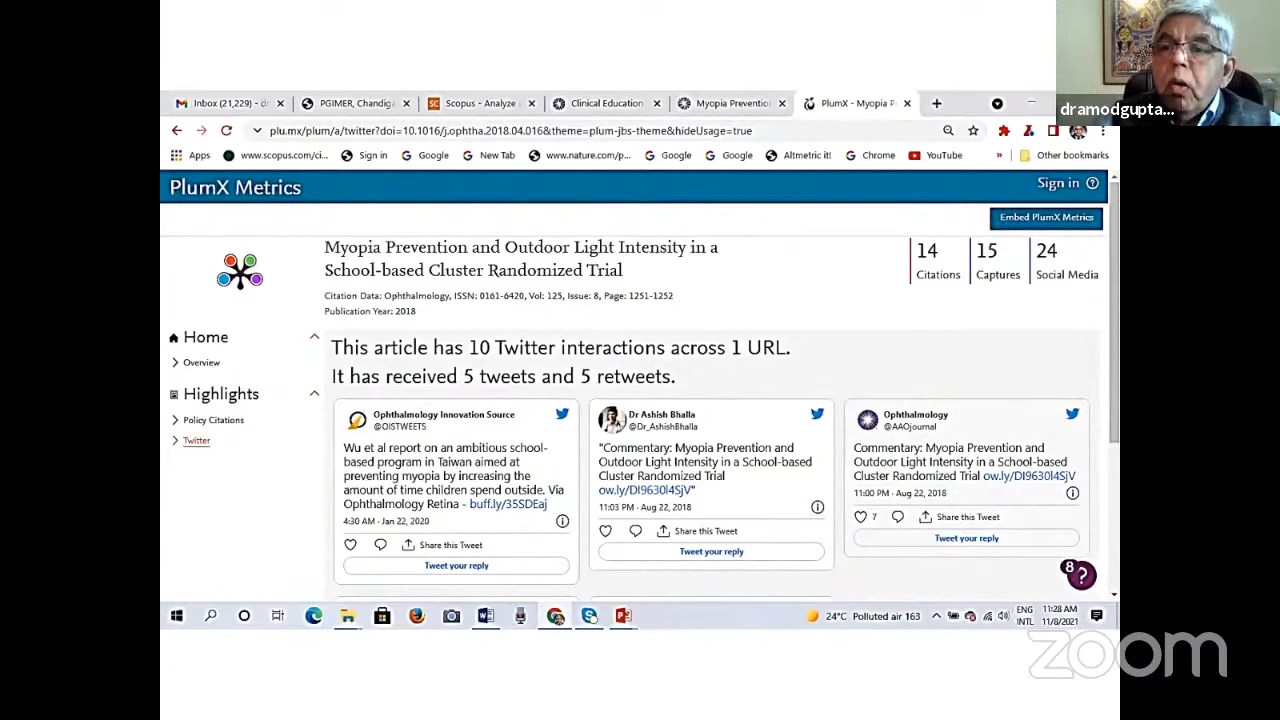 dramodgupta...
Inbox (21,229) - d
PGIMER, Chandig
Scopus - Analyze
Clinical Education
Myopia Preventio
PlumX - Myopia P
plu.mx/plum/a/twitter?doi=10.1016/j.ophtha.2018.04.016&theme=plum-jbs-theme&hideUsage=true
Apps
www.scopus.com/ci...
Sign in
Google
New Tab
www.nature.com/p...
Google
Google
Altmetric it!
Chrome
YouTube
»
Other bookmarks
PlumX Metrics
Sign in
Embed PlumX Metrics
Myopia Prevention and Outdoor Light Intensity in a
School-based Cluster Randomized Trial
14
Citations
15
Captures
24
Social Media
Citation Data: Ophthalmology, ISSN: 0161-6420, Vol: 125, Issue: 8, Page: 1251-1252
Publication Year: 2018
Home
Overview
Highlights
Policy Citations
Twitter
This article has 10 Twitter interactions across 1 URL.
It has received 5 tweets and 5 retweets.
Ophthalmology Innovation Source
@OISTWEETS
Wu et al report on an ambitious school-
based program in Taiwan aimed at
preventing myopia by increasing the
amount of time children spend outside. Via
Ophthalmology Retina - buff.ly/35SDEaj
4:30 AM · Jan 22, 2020
Share this Tweet
Tweet your reply
Dr Ashish Bhalla
@Dr_AshishBhalla
"Commentary: Myopia Prevention and
Outdoor Light Intensity in a School-based
Cluster Randomized Trial
ow.ly/DI9630l4SjV"
11:03 PM · Aug 22, 2018
Share this Tweet
Tweet your reply
Ophthalmology
@AAOjournal
Commentary: Myopia Prevention and
Outdoor Light Intensity in a School-based
Cluster Randomized Trial ow.ly/DI9630l4SjV
11:00 PM · Aug 22, 2018
7
Share this Tweet
Tweet your reply
8
?
24°C Polluted air 163
ENG
INTL
11:28 AM
11/8/2021
zoom